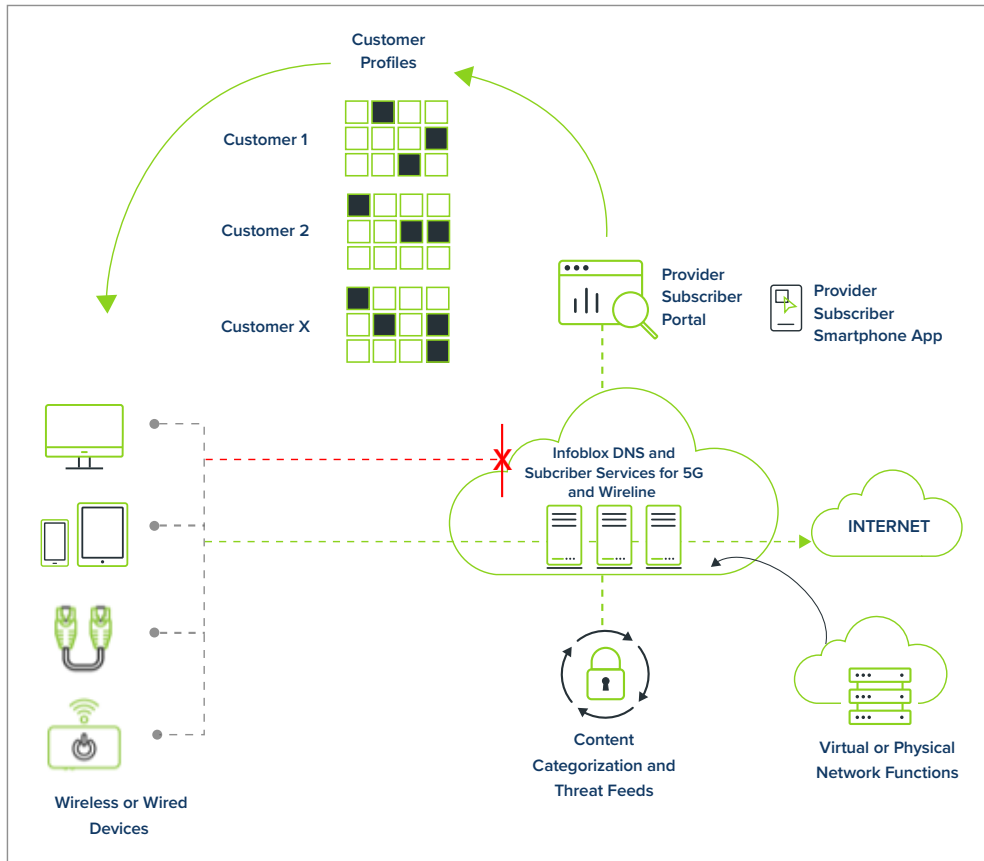 Customer
Profiles
Customer 1
Customer 2
Customer X
Provider
Subscriber
Portal
Provider
Subscriber
Smartphone App
X
Infoblox DNS and
Subcriber Services for 5G
and Wireline
INTERNET
Content
Categorization and
Threat Feeds
Virtual or Physical
Network Functions
Wireless or Wired
Devices